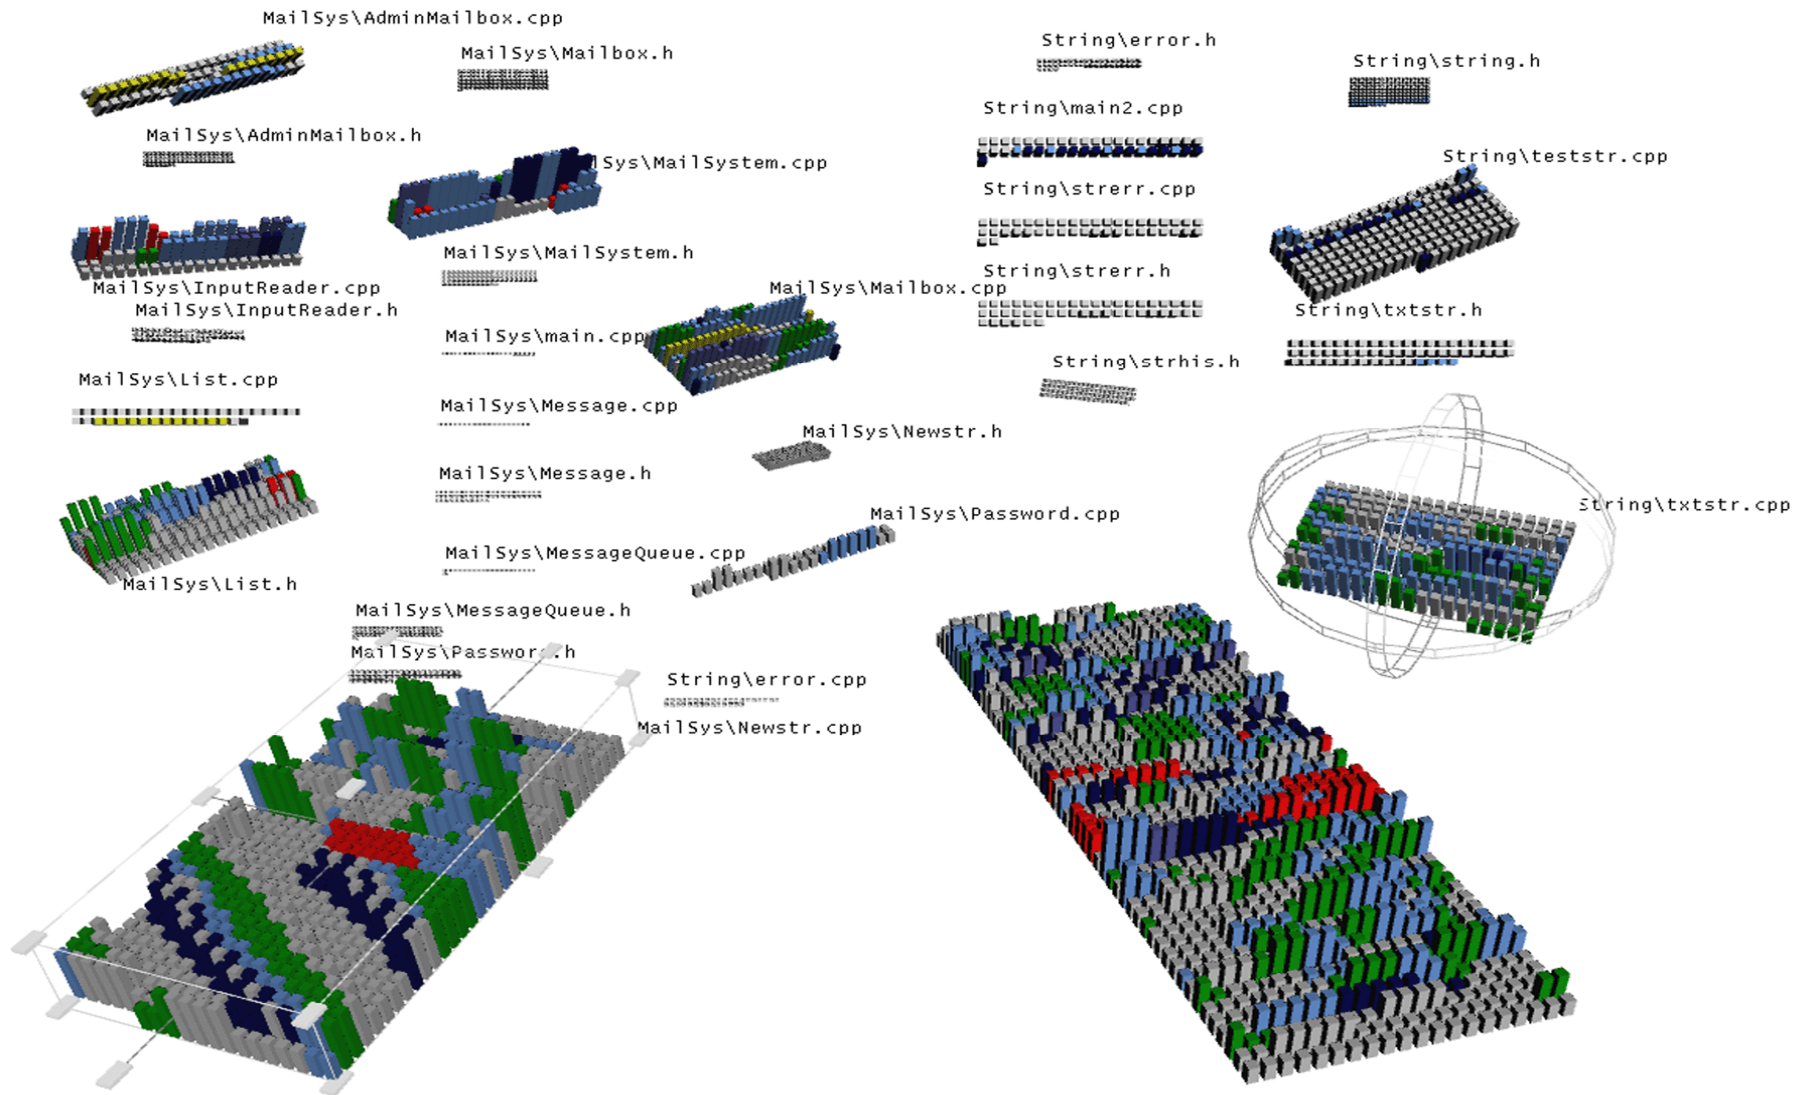 MailSys\AdminMailbox.cpp
MailSys\Mailbox.h
MailSys\AdminMailbox.h
lSys\MailSystem.cpp
MailSys\MailSystem.h
MailSys\InputReader.cpp
MailSys\InputReader.h
MailSys\Mailbox.cpp
MailSys\main.cpp
MailSys\List.cpp
MailSys\Message.cpp
MailSys\Newstr.h
MailSys\Message.h
MailSys\Password.cpp
MailSys\MessageQueue.cpp
MailSys\List.h
MailSys\MessageQueue.h
MailSys\Password.h
String\error.cpp
MailSys\Newstr.cpp
String\error.h
String\string.h
String\main2.cpp
String\teststr.cpp
String\strerr.cpp
String\strerr.h
String\txtstr.h
String\strhis.h
String\txtstr.cpp